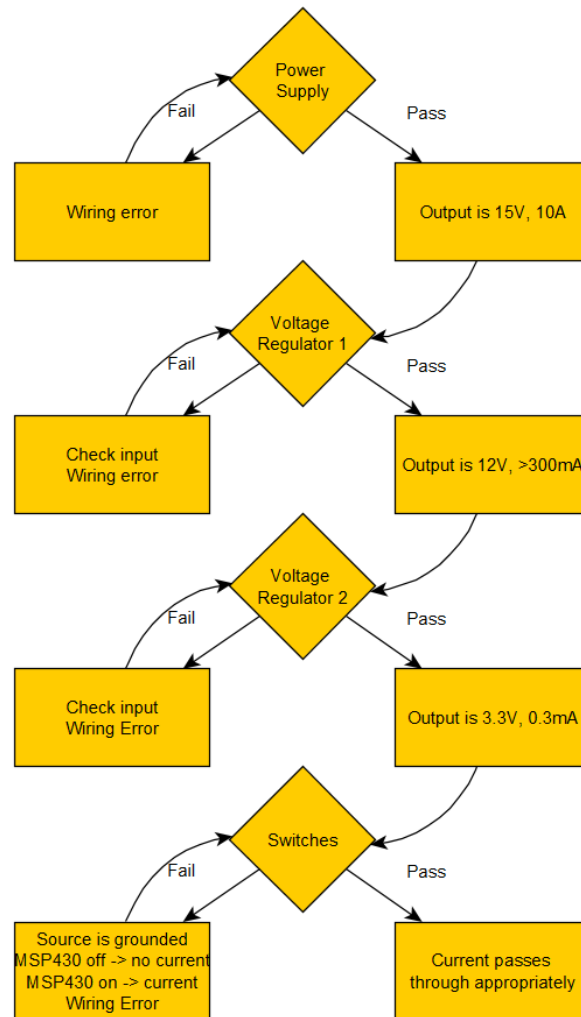 Power
Supply
Fail
Pass
Wiring error
Output is 15V, 10A
Voltage
Regulator 1
Fail
Pass
Check input
Wiring error
Output is 12V, >300mA
Voltage
Regulator 2
Fail
Pass
Check input
Wiring Error
Output is 3.3V, 0.3mA
Switches
Fail
Pass
Source is grounded
MSP430 off -> no current
MSP430 on -> current
Wiring Error
Current passes
through appropriately